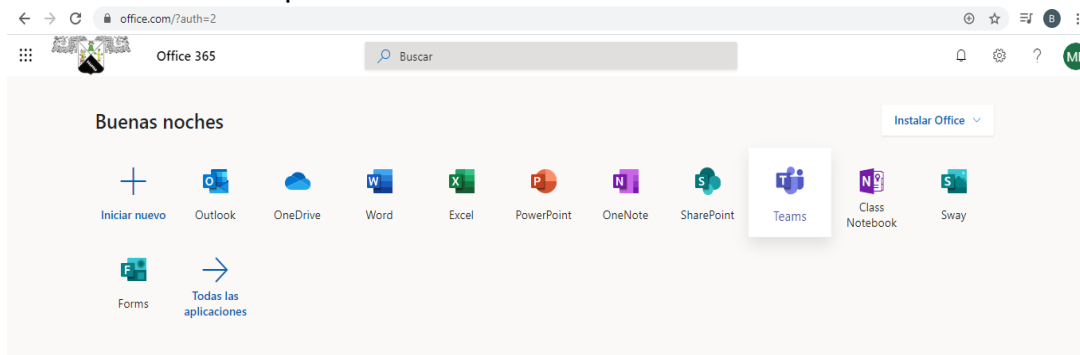 office.com/?auth=2
B
Office 365
Buscar
?
Buenas noches
Instalar Office
Iniciar nuevo
Outlook
OneDrive
Word
Excel
PowerPoint
OneNote
SharePoint
Teams
Class
Notebook
Sway
Forms
Todas las
aplicaciones